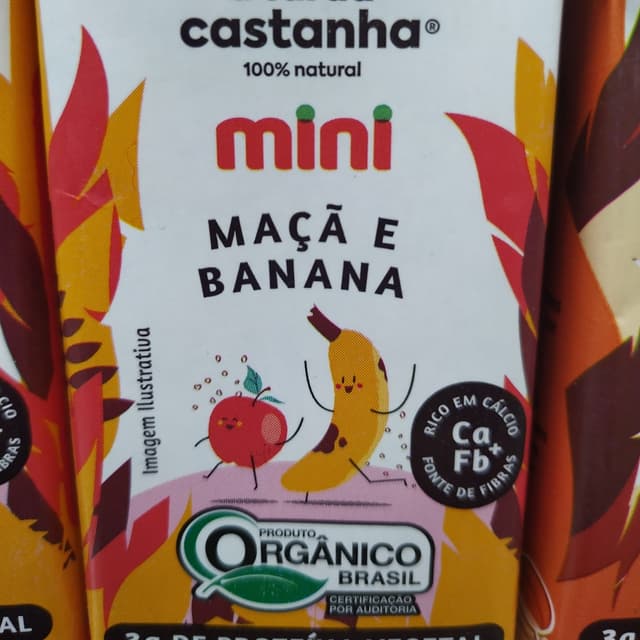 castanha®
100% natural
mini
MAÇÃ E
BANANA
Imagem Ilustrativa
RICO EM CÁLCIO
Ca+
Fb
FONTE DE FIBRAS
PRODUTO
ORGÂNICO
BRASIL
CERTIFICAÇÃO
POR AUDITORIA